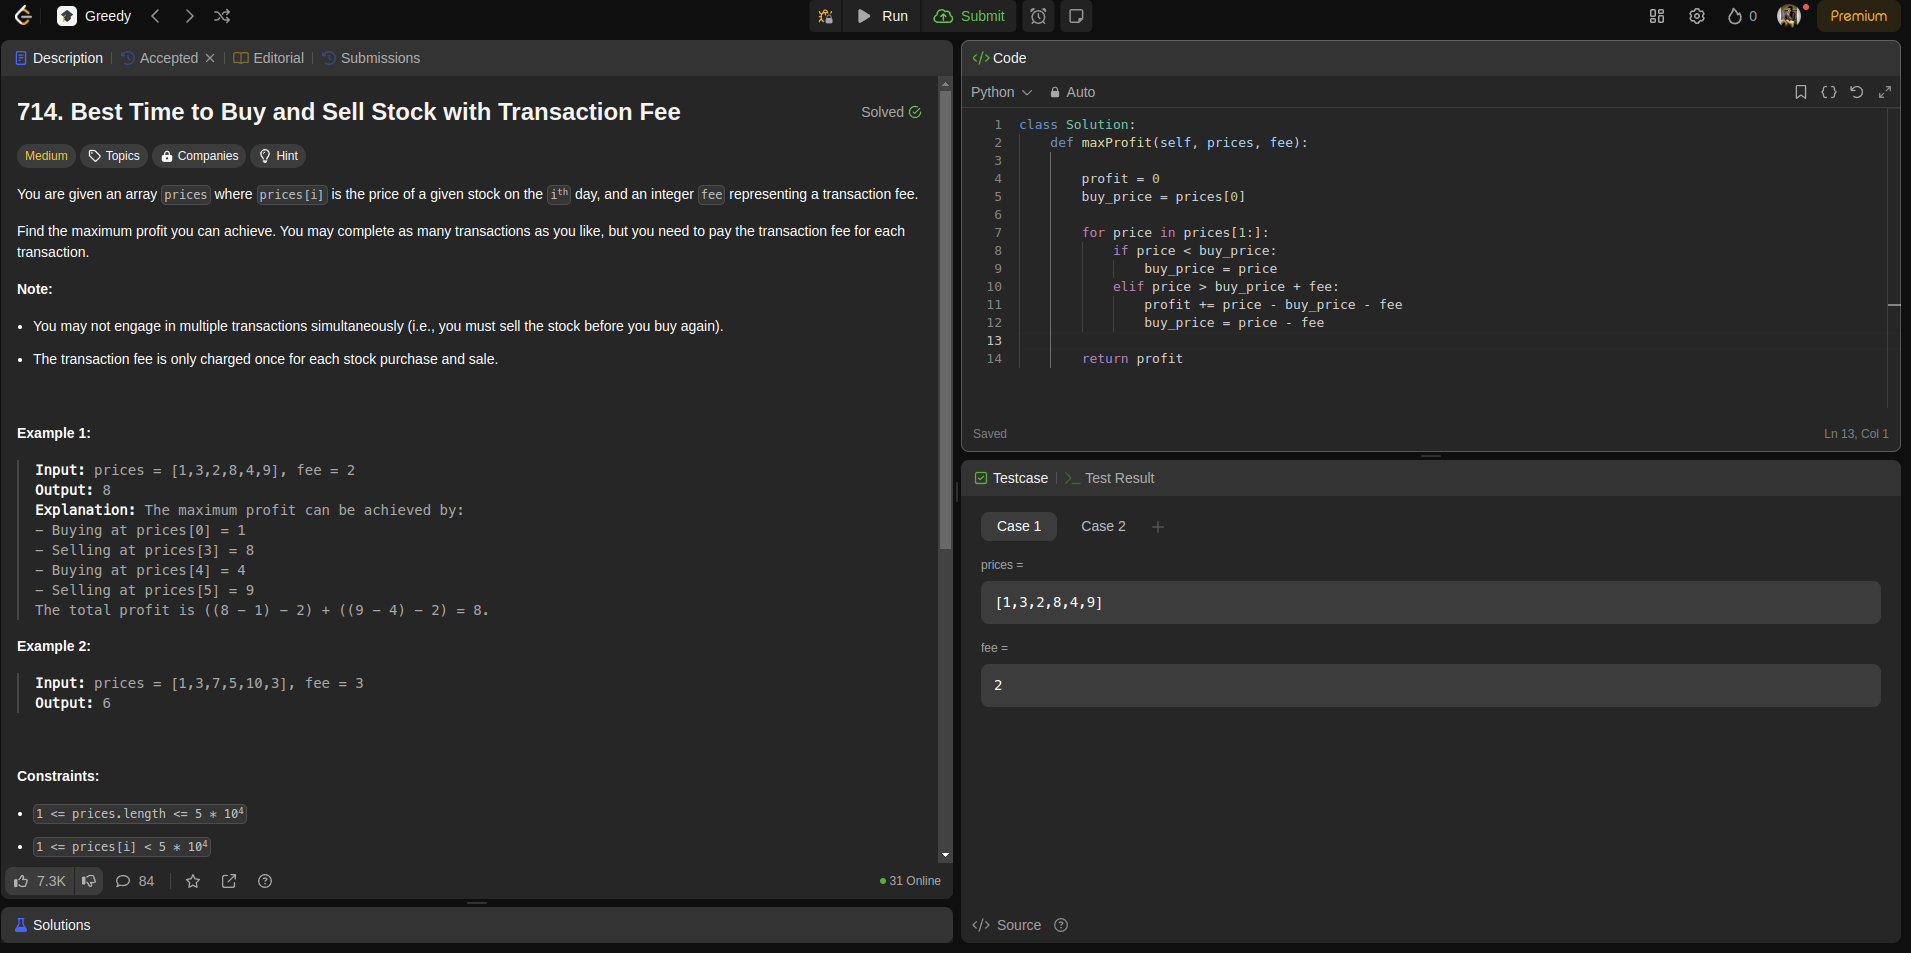 Greedy
Run
Submit
0
Premium
Description
Accepted
Editorial
Submissions
714. Best Time to Buy and Sell Stock with Transaction Fee
Solved
Medium
Topics
Companies
Hint
You are given an array prices where prices[i] is the price of a given stock on the ith day, and an integer fee representing a transaction fee.
Find the maximum profit you can achieve. You may complete as many transactions as you like, but you need to pay the transaction fee for each
transaction.
Note:
• You may not engage in multiple transactions simultaneously (i.e., you must sell the stock before you buy again).
• The transaction fee is only charged once for each stock purchase and sale.
Example 1:
Input: prices = [1,3,2,8,4,9], fee = 2
Output: 8
Explanation: The maximum profit can be achieved by:
- Buying at prices[0] = 1
- Selling at prices[3] = 8
- Buying at prices[4] = 4
- Selling at prices[5] = 9
The total profit is ((8 - 1) - 2) + ((9 - 4) - 2) = 8.
Example 2:
Input: prices = [1,3,7,5,10,3], fee = 3
Output: 6
Constraints:
• 1 <= prices.length <= 5 * 10^4
• 1 <= prices[i] < 5 * 10^4
7.3K
84
31 Online
Solutions
</> Code
Python
Auto
1 class Solution:
2     def maxProfit(self, prices, fee):
3
4         profit = 0
5         buy_price = prices[0]
6
7         for price in prices[1:]:
8             if price < buy_price:
9                 buy_price = price
10             elif price > buy_price + fee:
11                 profit += price - buy_price - fee
12                 buy_price = price - fee
13
14         return profit
Saved
Ln 13, Col 1
Testcase
>_ Test Result
Case 1
Case 2
+
prices =
[1,3,2,8,4,9]
fee =
2
</> Source